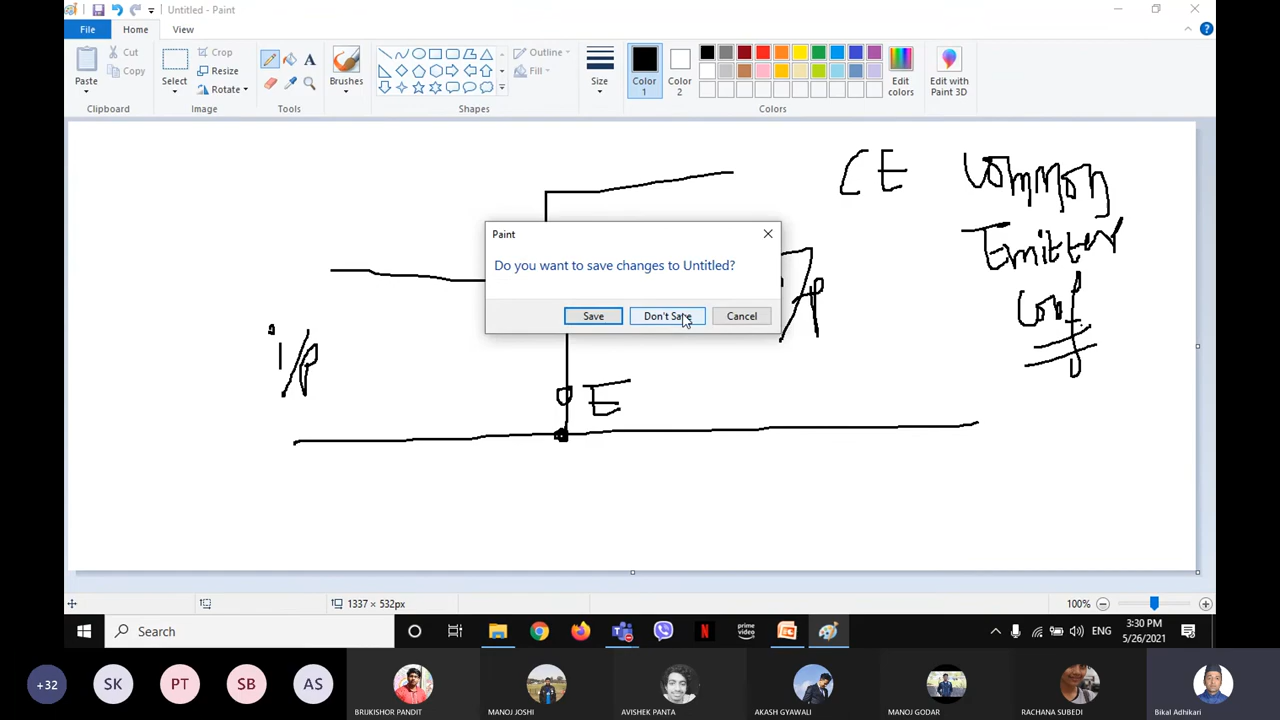 Untitled - Paint
File
Home
View
Paste
Cut
Copy
Clipboard
Select
Crop
Resize
Rotate
Image
A
Tools
Brushes
Shapes
Outline
Fill
Size
Color 1
Color 2
Colors
Edit colors
Edit with Paint 3D
CE Common
Emitter
Conf
i/p
o/p
E
Paint
Do you want to save changes to Untitled?
Save
Don't Save
Cancel
1337 × 532px
100%
Search
N
prime video
ENG
3:30 PM
5/26/2021
+32
SK
PT
SB
AS
BRIJKISHOR PANDIT
MANOJ JOSHI
AVISHEK PANTA
AKASH GYAWALI
MANOJ GODAR
RACHANA SUBEDI
Bikal Adhikari